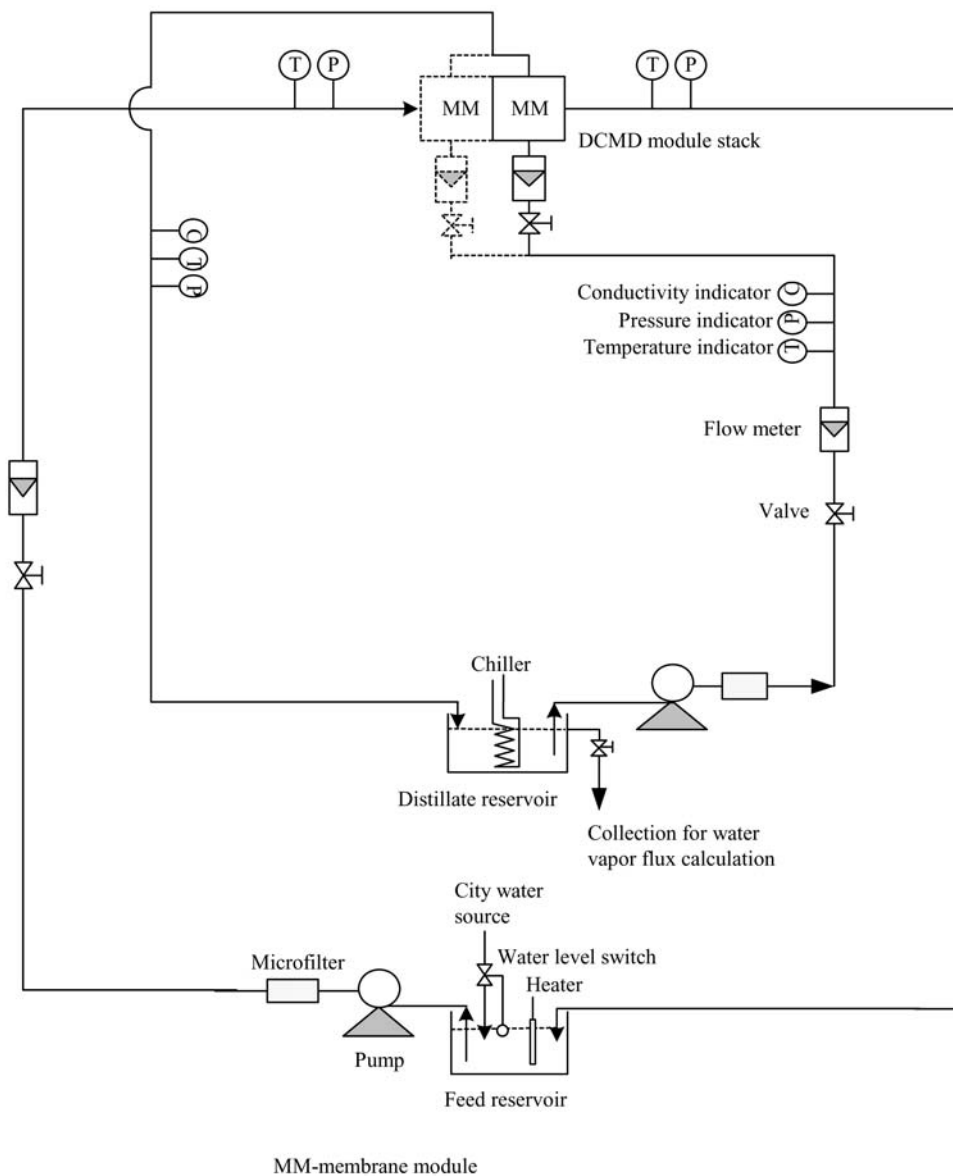 T P
MM MM
T P
DCMD module stack
C
T
P
Conductivity indicator C
Pressure indicator P
Temperature indicator T
Flow meter
Valve
Chiller
Distillate reservoir
Collection for water
vapor flux calculation
City water
source
Water level switch
Microfilter
Heater
Pump
Feed reservoir
MM-membrane module